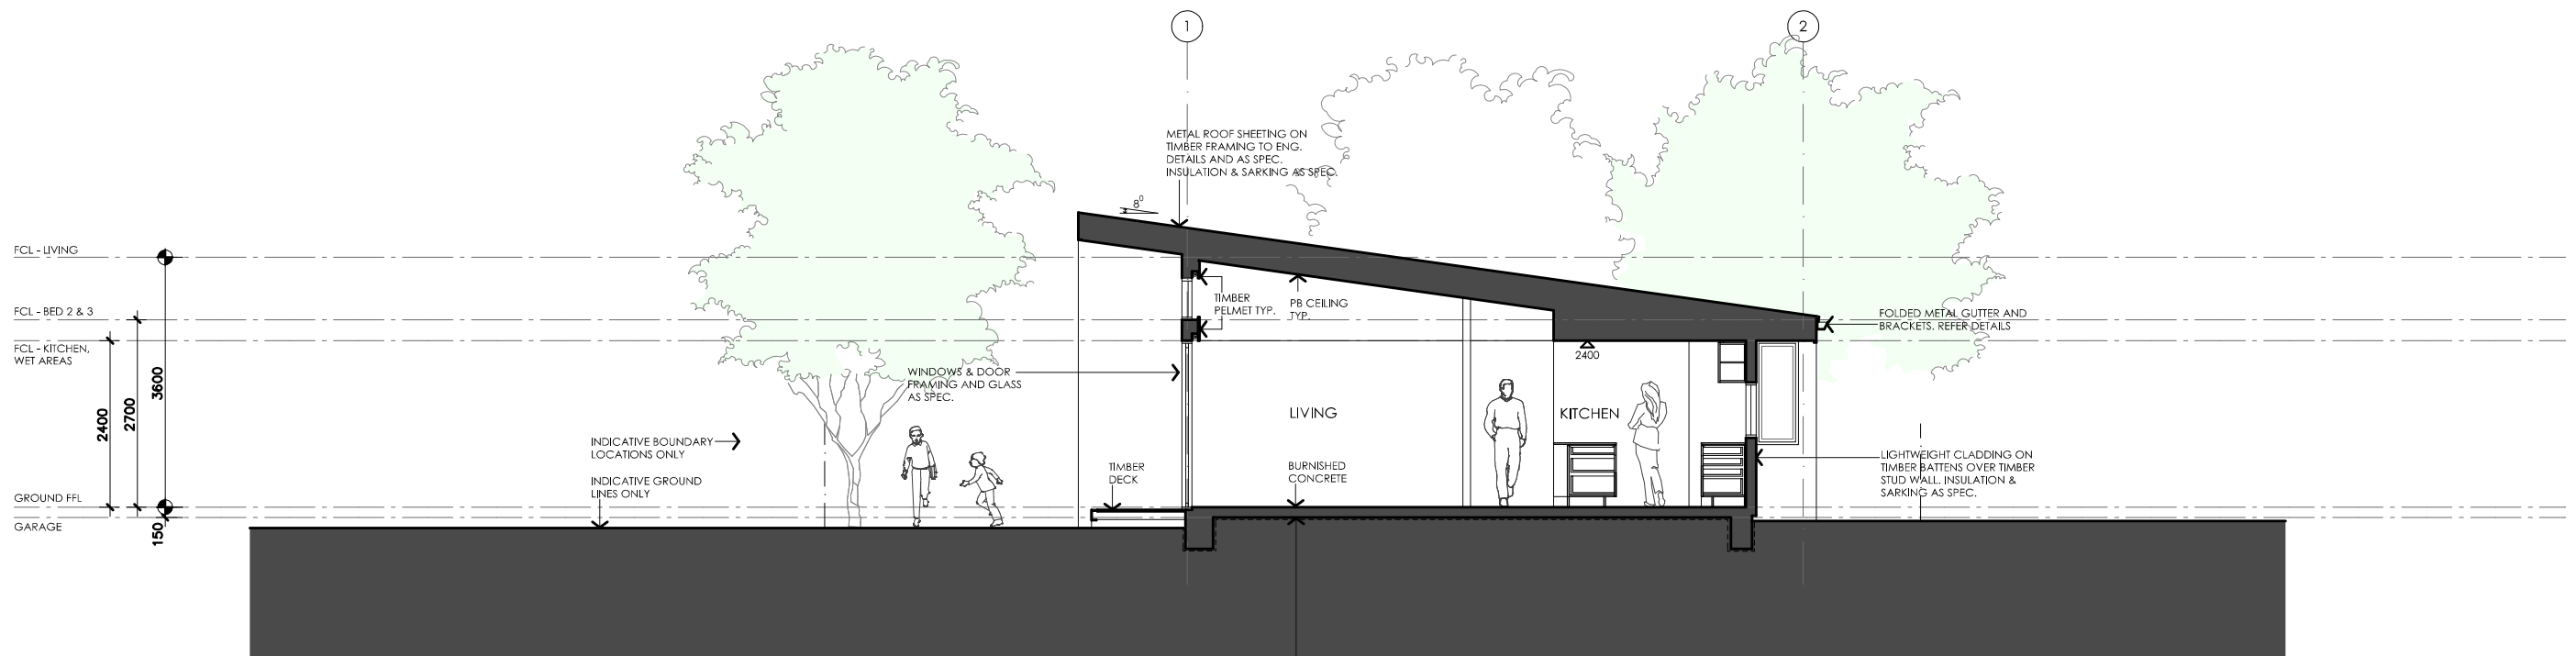 1
2
METAL ROOF SHEETING ON
TIMBER FRAMING TO ENG.
DETAILS AND AS SPEC.
INSULATION & SARKING AS SPEC.
8⁰
FCL - LIVING
FCL - BED 2 & 3
FCL - KITCHEN,
WET AREAS
3600
2700
2400
GROUND FFL
GARAGE
150
TIMBER
PELMET TYP.
PB CEILING
TYP.
FOLDED METAL GUTTER AND
BRACKETS. REFER DETAILS
2400
WINDOWS & DOOR
FRAMING AND GLASS
AS SPEC.
LIVING
KITCHEN
INDICATIVE BOUNDARY
LOCATIONS ONLY
INDICATIVE GROUND
LINES ONLY
TIMBER
DECK
BURNISHED
CONCRETE
LIGHTWEIGHT CLADDING ON
TIMBER BATTENS OVER TIMBER
STUD WALL. INSULATION &
SARKING AS SPEC.